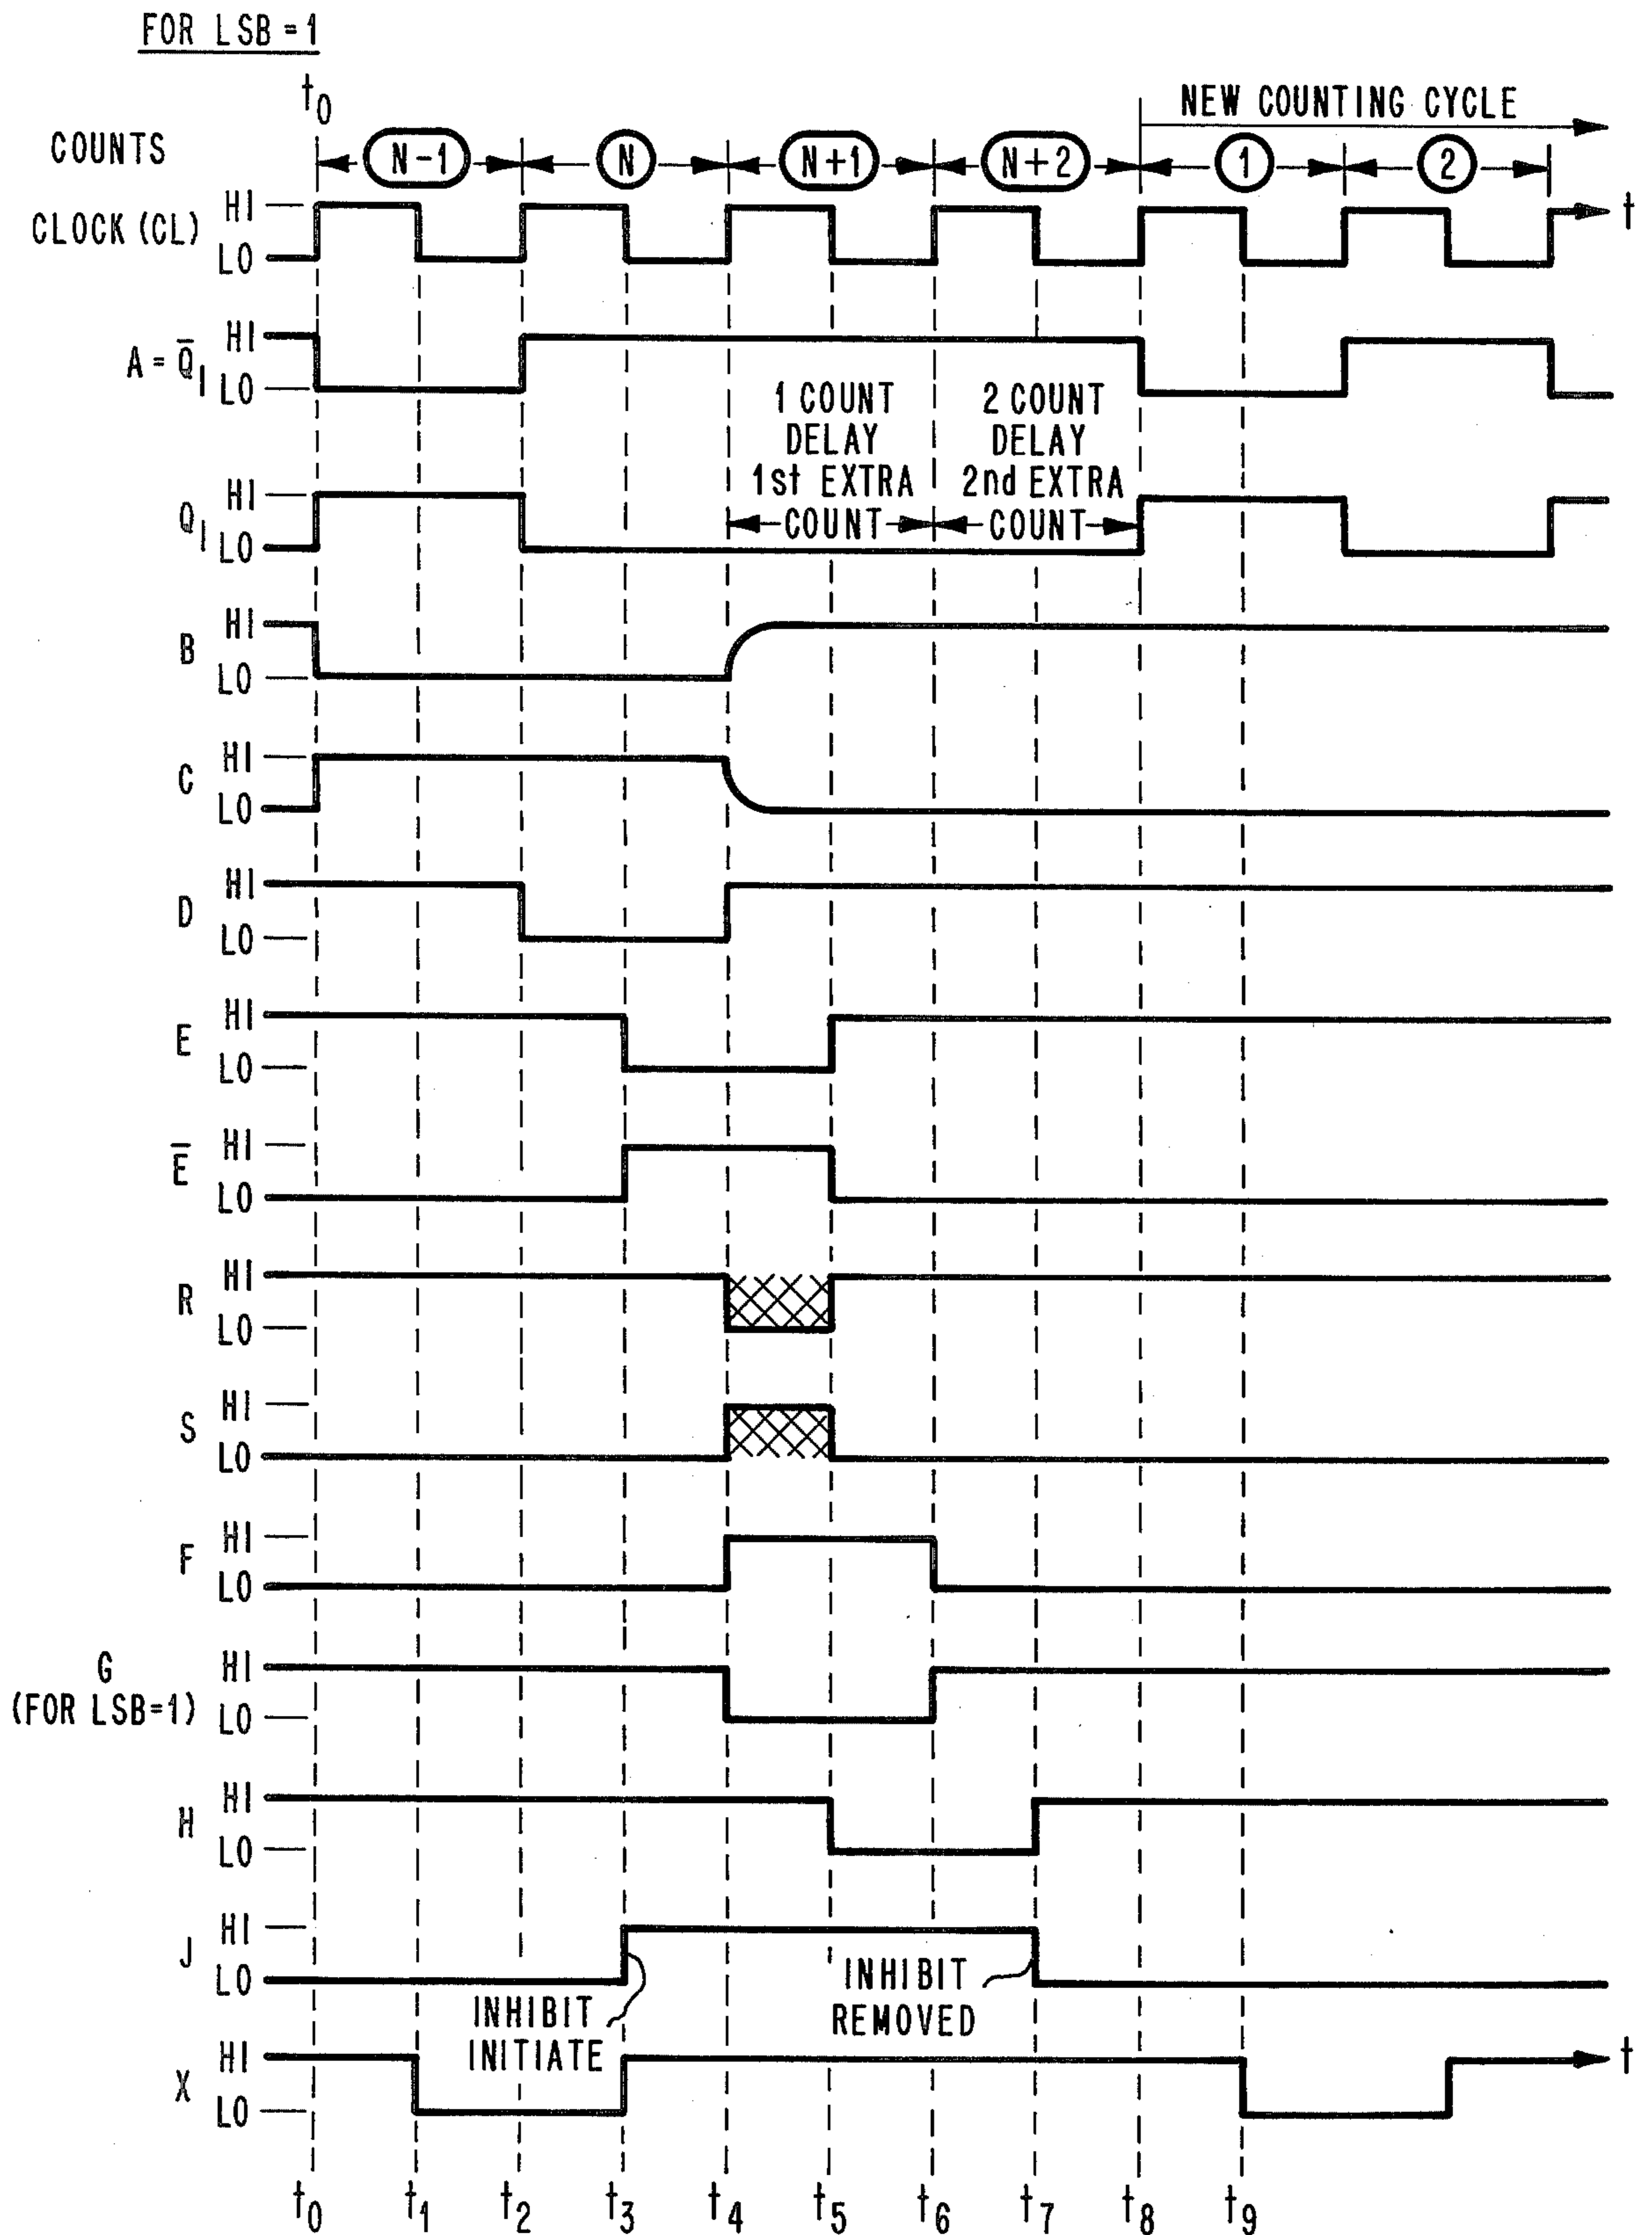 FOR LSB = 1
t0
NEW COUNTING CYCLE
COUNTS N-1 N N+1 N+2 1 2
CLOCK (CL) HI LO t
A = Q̅1 HI LO
1 COUNT DELAY 1st EXTRA COUNT
2 COUNT DELAY 2nd EXTRA COUNT
Q1 HI LO
B HI LO
C HI LO
D HI LO
E HI LO
E̅ HI LO
R HI LO
S HI LO
F HI LO
G (FOR LSB=1) HI LO
H HI LO
J HI LO
INHIBIT INITIATE
INHIBIT REMOVED
X HI LO t
t0 t1 t2 t3 t4 t5 t6 t7 t8 t9